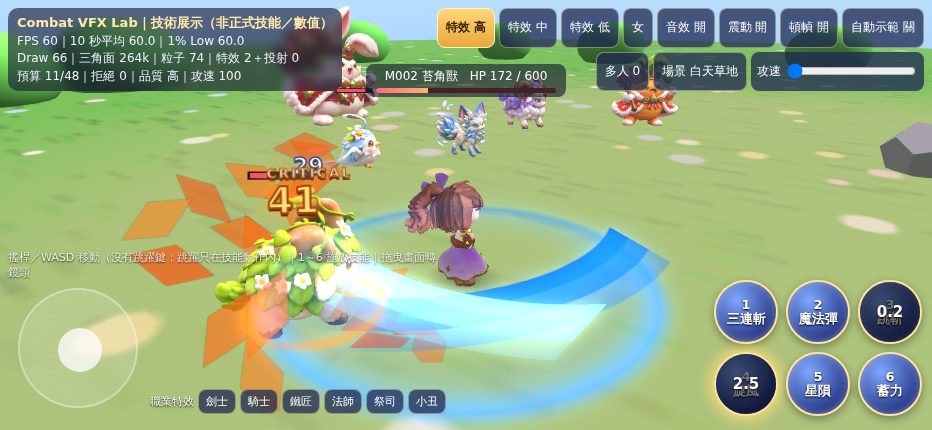 Combat VFX Lab｜技術展示（非正式技能／數值）
FPS 60｜10 秒平均 60.0｜1% Low 60.0
Draw 66｜三角面 264k｜粒子 74｜特效 2＋投射 0
預算 11/48｜拒絕 0｜品質 高｜攻速 100
特效 高
特效 中
特效 低
女
音效 開
震動 開
頓幀 開
自動示範 關
多人 0
場景 白天草地
攻速
M002 苔角獸 HP 172 / 600
29
CRITICAL
41
搖桿／WASD 移動（沒有跳躍鍵；跳躍只在技能動作內）｜1～6 施放技能｜拖曳畫面轉
鏡頭
1
三連斬
2
魔法彈
3
0.2
4
2.5
旋風
5
星隕
6
蓄力
職業特效
劍士
騎士
鐵匠
法師
祭司
小丑